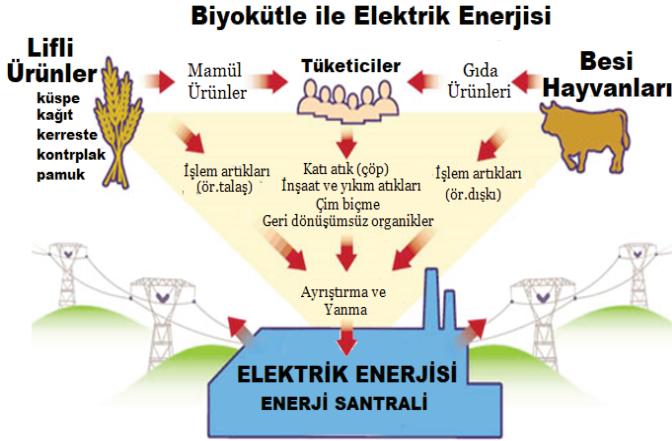 Biyokütle ile Elektrik Enerjisi
Lifli
Ürünler
küspe
kağıt
kerreste
kontrplak
pamuk
Mamül
Ürünler
Tüketiciler
Gıda
Ürünleri
Besi
Hayvanları
İşlem artıkları
(ör.talaş)
Katı atık (çöp)
İnşaat ve yıkım atıkları
Çim biçme
Geri dönüşümsüz organikler
İşlem artıkları
(ör.dışkı)
Ayrıştırma ve
Yanma
ELEKTRİK ENERJİSİ
ENERJİ SANTRALİ